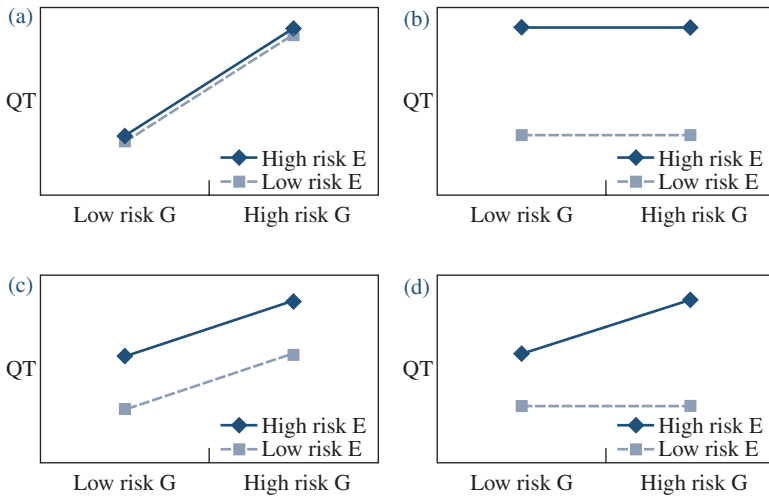 (a)
QT
High risk E
Low risk E
Low risk G High risk G
(b)
High risk E
Low risk E
Low risk G High risk G
(c)
QT
High risk E
Low risk E
Low risk G High risk G
(d)
QT
High risk E
Low risk E
Low risk G High risk G